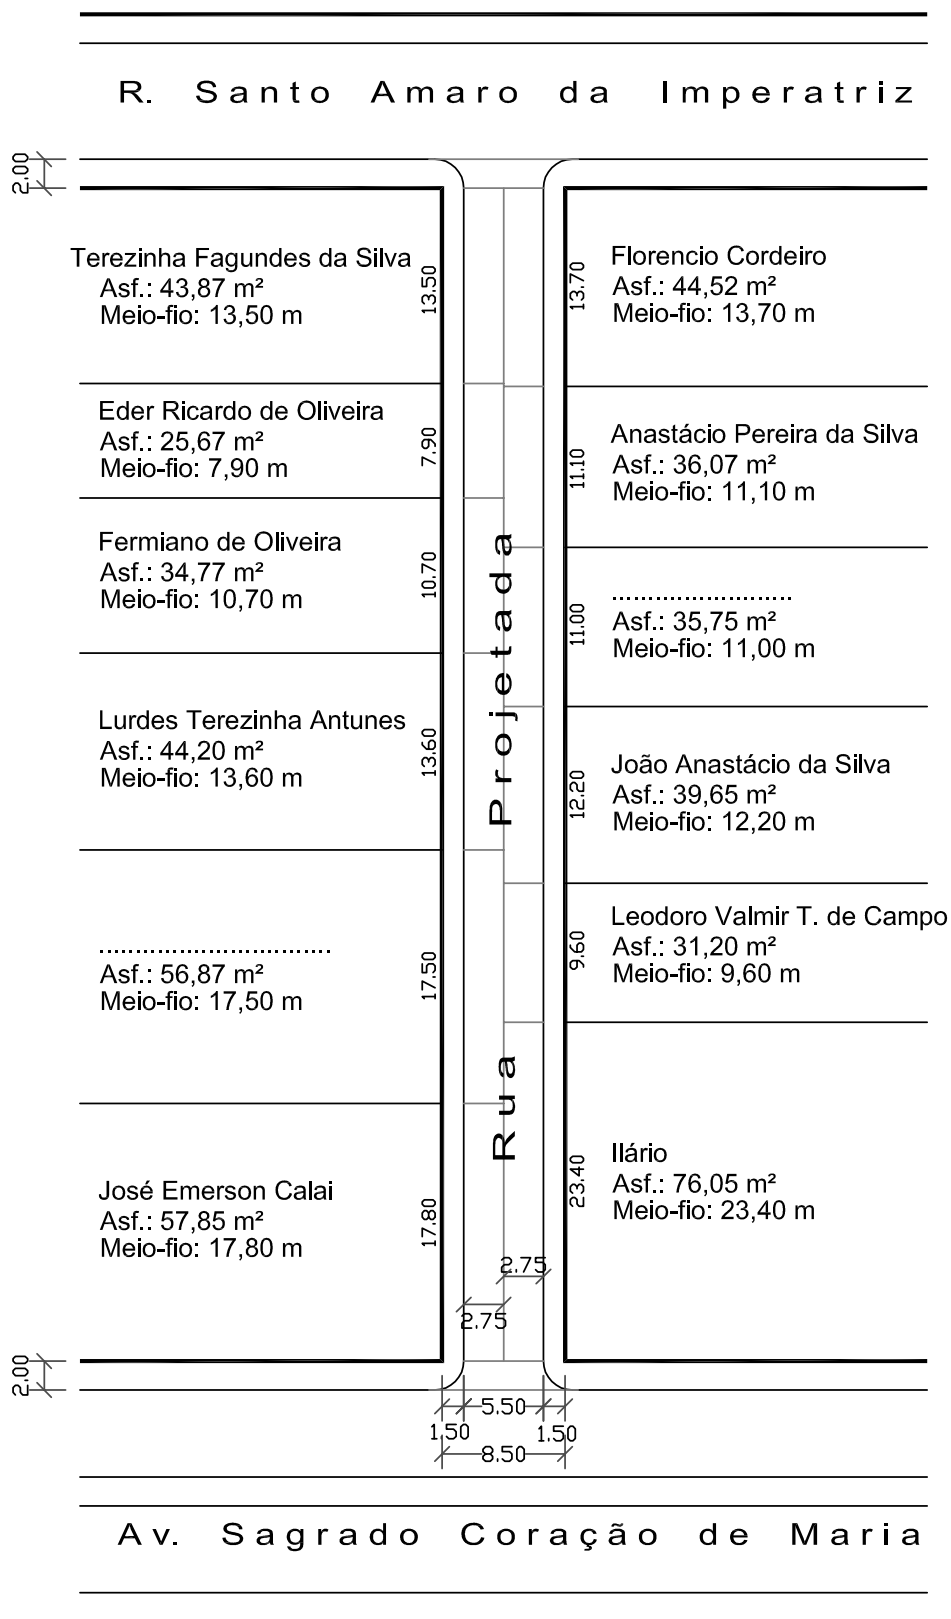 R. Santo Amaro da Imperatriz
2.00
Terezinha Fagundes da Silva
Asf.: 43,87 m²
Meio-fio: 13,50 m
13.50
Florencio Cordeiro
Asf.: 44,52 m²
Meio-fio: 13,70 m
13.70
Eder Ricardo de Oliveira
Asf.: 25,67 m²
Meio-fio: 7,90 m
7.90
Anastácio Pereira da Silva
Asf.: 36,07 m²
Meio-fio: 11,10 m
11.10
Fermiano de Oliveira
Asf.: 34,77 m²
Meio-fio: 10,70 m
10.70
........................
Asf.: 35,75 m²
Meio-fio: 11,00 m
11.00
Lurdes Terezinha Antunes
Asf.: 44,20 m²
Meio-fio: 13,60 m
13.60
João Anastácio da Silva
Asf.: 39,65 m²
Meio-fio: 12,20 m
12.20
...............................
Asf.: 56,87 m²
Meio-fio: 17,50 m
17.50
Leodoro Valmir T. de Campo
Asf.: 31,20 m²
Meio-fio: 9,60 m
9.60
Rua Projetada
José Emerson Calai
Asf.: 57,85 m²
Meio-fio: 17,80 m
17.80
Ilário
Asf.: 76,05 m²
Meio-fio: 23,40 m
23.40
2.75
2.75
2.00
5.50
1.50
1.50
8.50
Av. Sagrado Coração de Maria